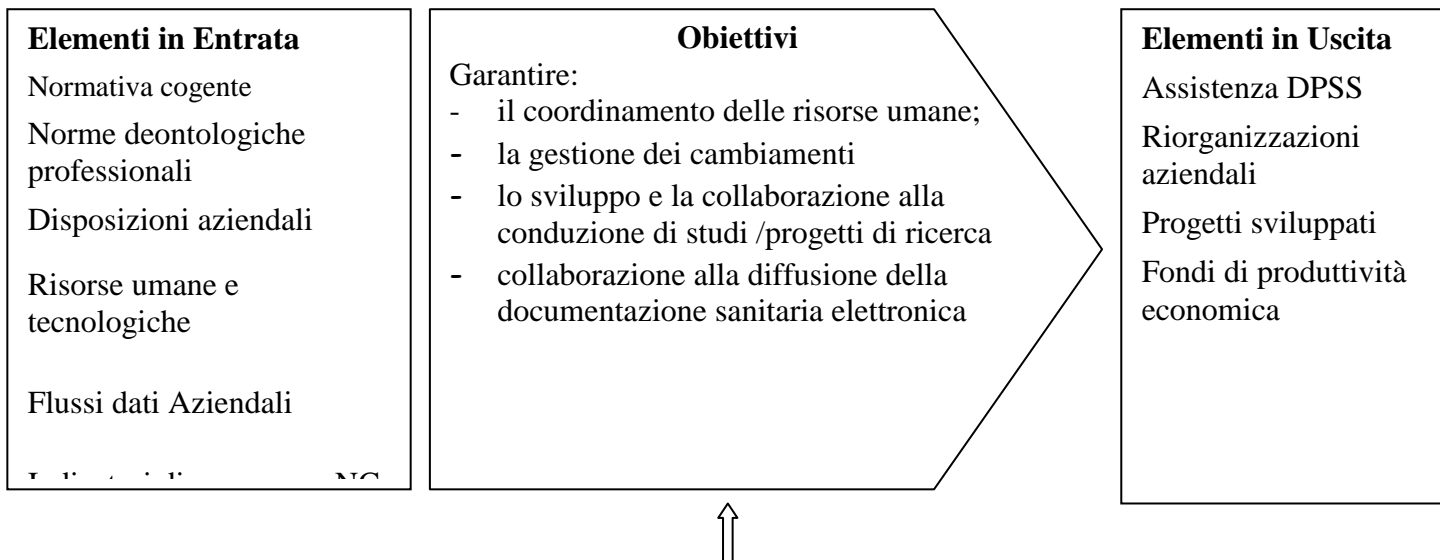 Elementi in Entrata
Normativa cogente
Norme deontologiche
professionali
Disposizioni aziendali
Risorse umane e
tecnologiche
Flussi dati Aziendali
Obiettivi
Garantire:
- il coordinamento delle risorse umane;
- la gestione dei cambiamenti
- lo sviluppo e la collaborazione alla
conduzione di studi /progetti di ricerca
- collaborazione alla diffusione della
documentazione sanitaria elettronica
Elementi in Uscita
Assistenza DPSS
Riorganizzazioni
aziendali
Progetti sviluppati
Fondi di produttività
economica